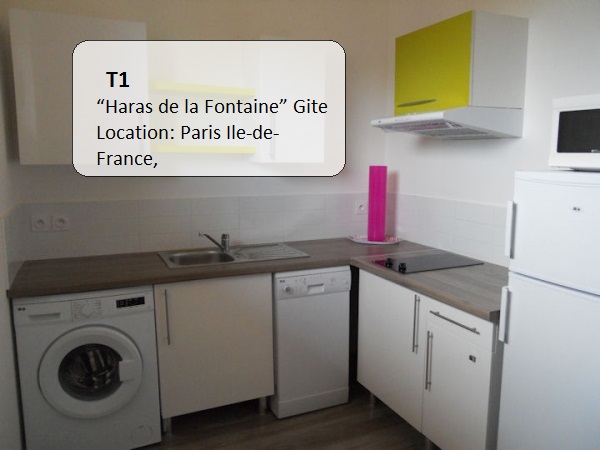 T1
“Haras de la Fontaine” Gite
Location: Paris Ile-de-
France,